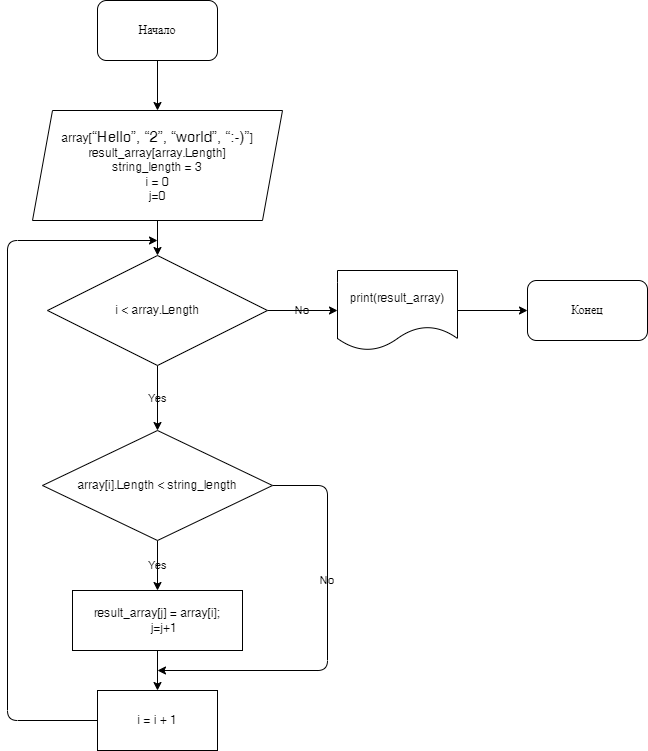 Начало
array[“Hello”, “2”, “world”, “:-)”]
result_array[array.Length]
string_length = 3
i = 0
j=0
i < array.Length
No
print(result_array)
Конец
Yes
array[i].Length < string_length
Yes
No
result_array[j] = array[i];
j=j+1
i = i + 1